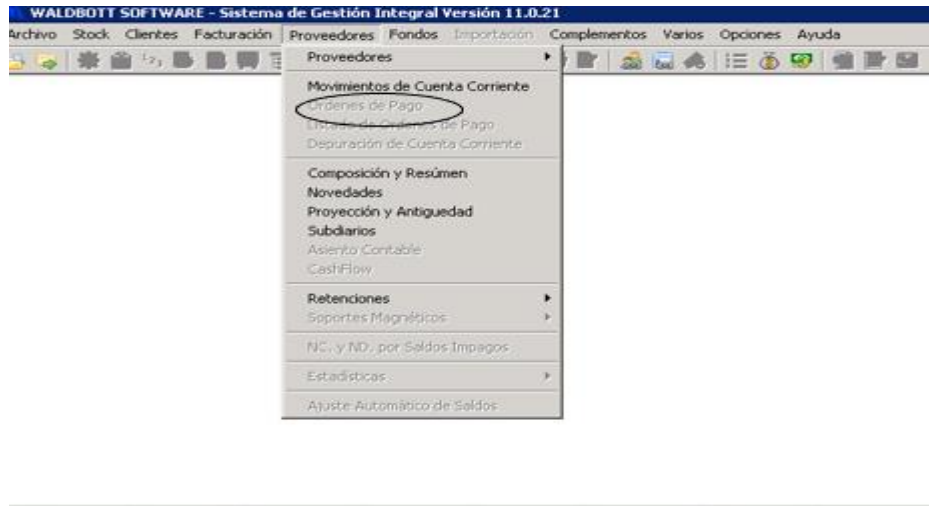 WALDBOTT SOFTWARE - Sistema de Gestión Integral Versión 11.0.21
Archivo Stock Clientes Facturación Proveedores Fondos Importación Complementos Varios Opciones Ayuda
Proveedores
Movimientos de Cuenta Corriente
Ordenes de Pago
Listado de Ordenes de Pago
Depuración de Cuenta Corriente
Composición y Resúmen
Novedades
Proyección y Antiguedad
Subdiarios
Asiento Contable
CashFlow
Retenciones
Soportes Magnéticos
NC. y ND. por Saldos Impagos
Estadísticas
Ajuste Automático de Saldos